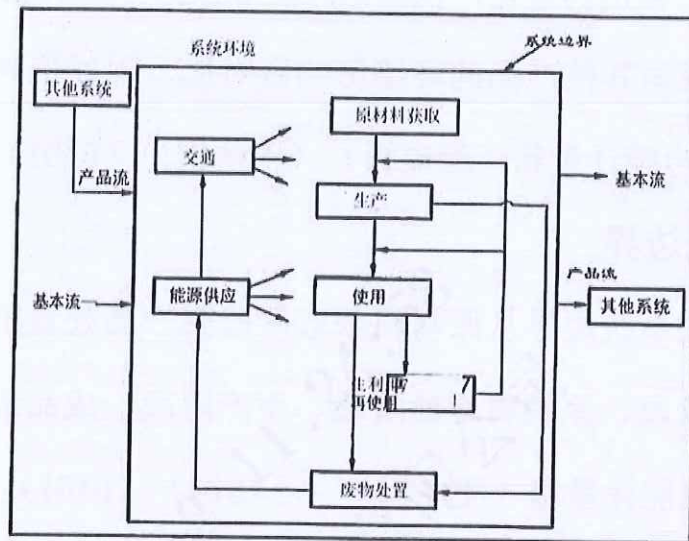 系统环境
系统边界
其他系统
原材料获取
交通
产品流
基本流
生产
产品流
基本流
能源供应
使用
其他系统
再使用
废物处置